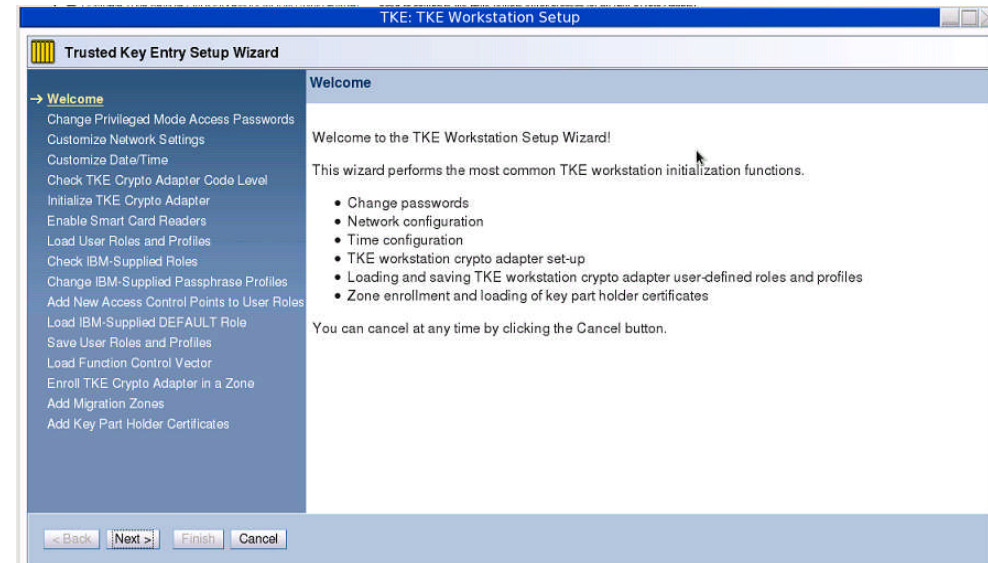 TKE: TKE Workstation Setup
Trusted Key Entry Setup Wizard
Welcome
Change Privileged Mode Access Passwords
Customize Network Settings
Customize Date/Time
Check TKE Crypto Adapter Code Level
Initialize TKE Crypto Adapter
Enable Smart Card Readers
Load User Roles and Profiles
Check IBM-Supplied Roles
Change IBM-Supplied Passphrase Profiles
Add New Access Control Points to User Roles
Load IBM-Supplied DEFAULT Role
Save User Roles and Profiles
Load Function Control Vector
Enroll TKE Crypto Adapter in a Zone
Add Migration Zones
Add Key Part Holder Certificates
Welcome
Welcome to the TKE Workstation Setup Wizard!
This wizard performs the most common TKE workstation initialization functions.
• Change passwords
• Network configuration
• Time configuration
• TKE workstation crypto adapter set-up
• Loading and saving TKE workstation crypto adapter user-defined roles and profiles
• Zone enrollment and loading of key part holder certificates
You can cancel at any time by clicking the Cancel button.
< Back Next > Finish Cancel